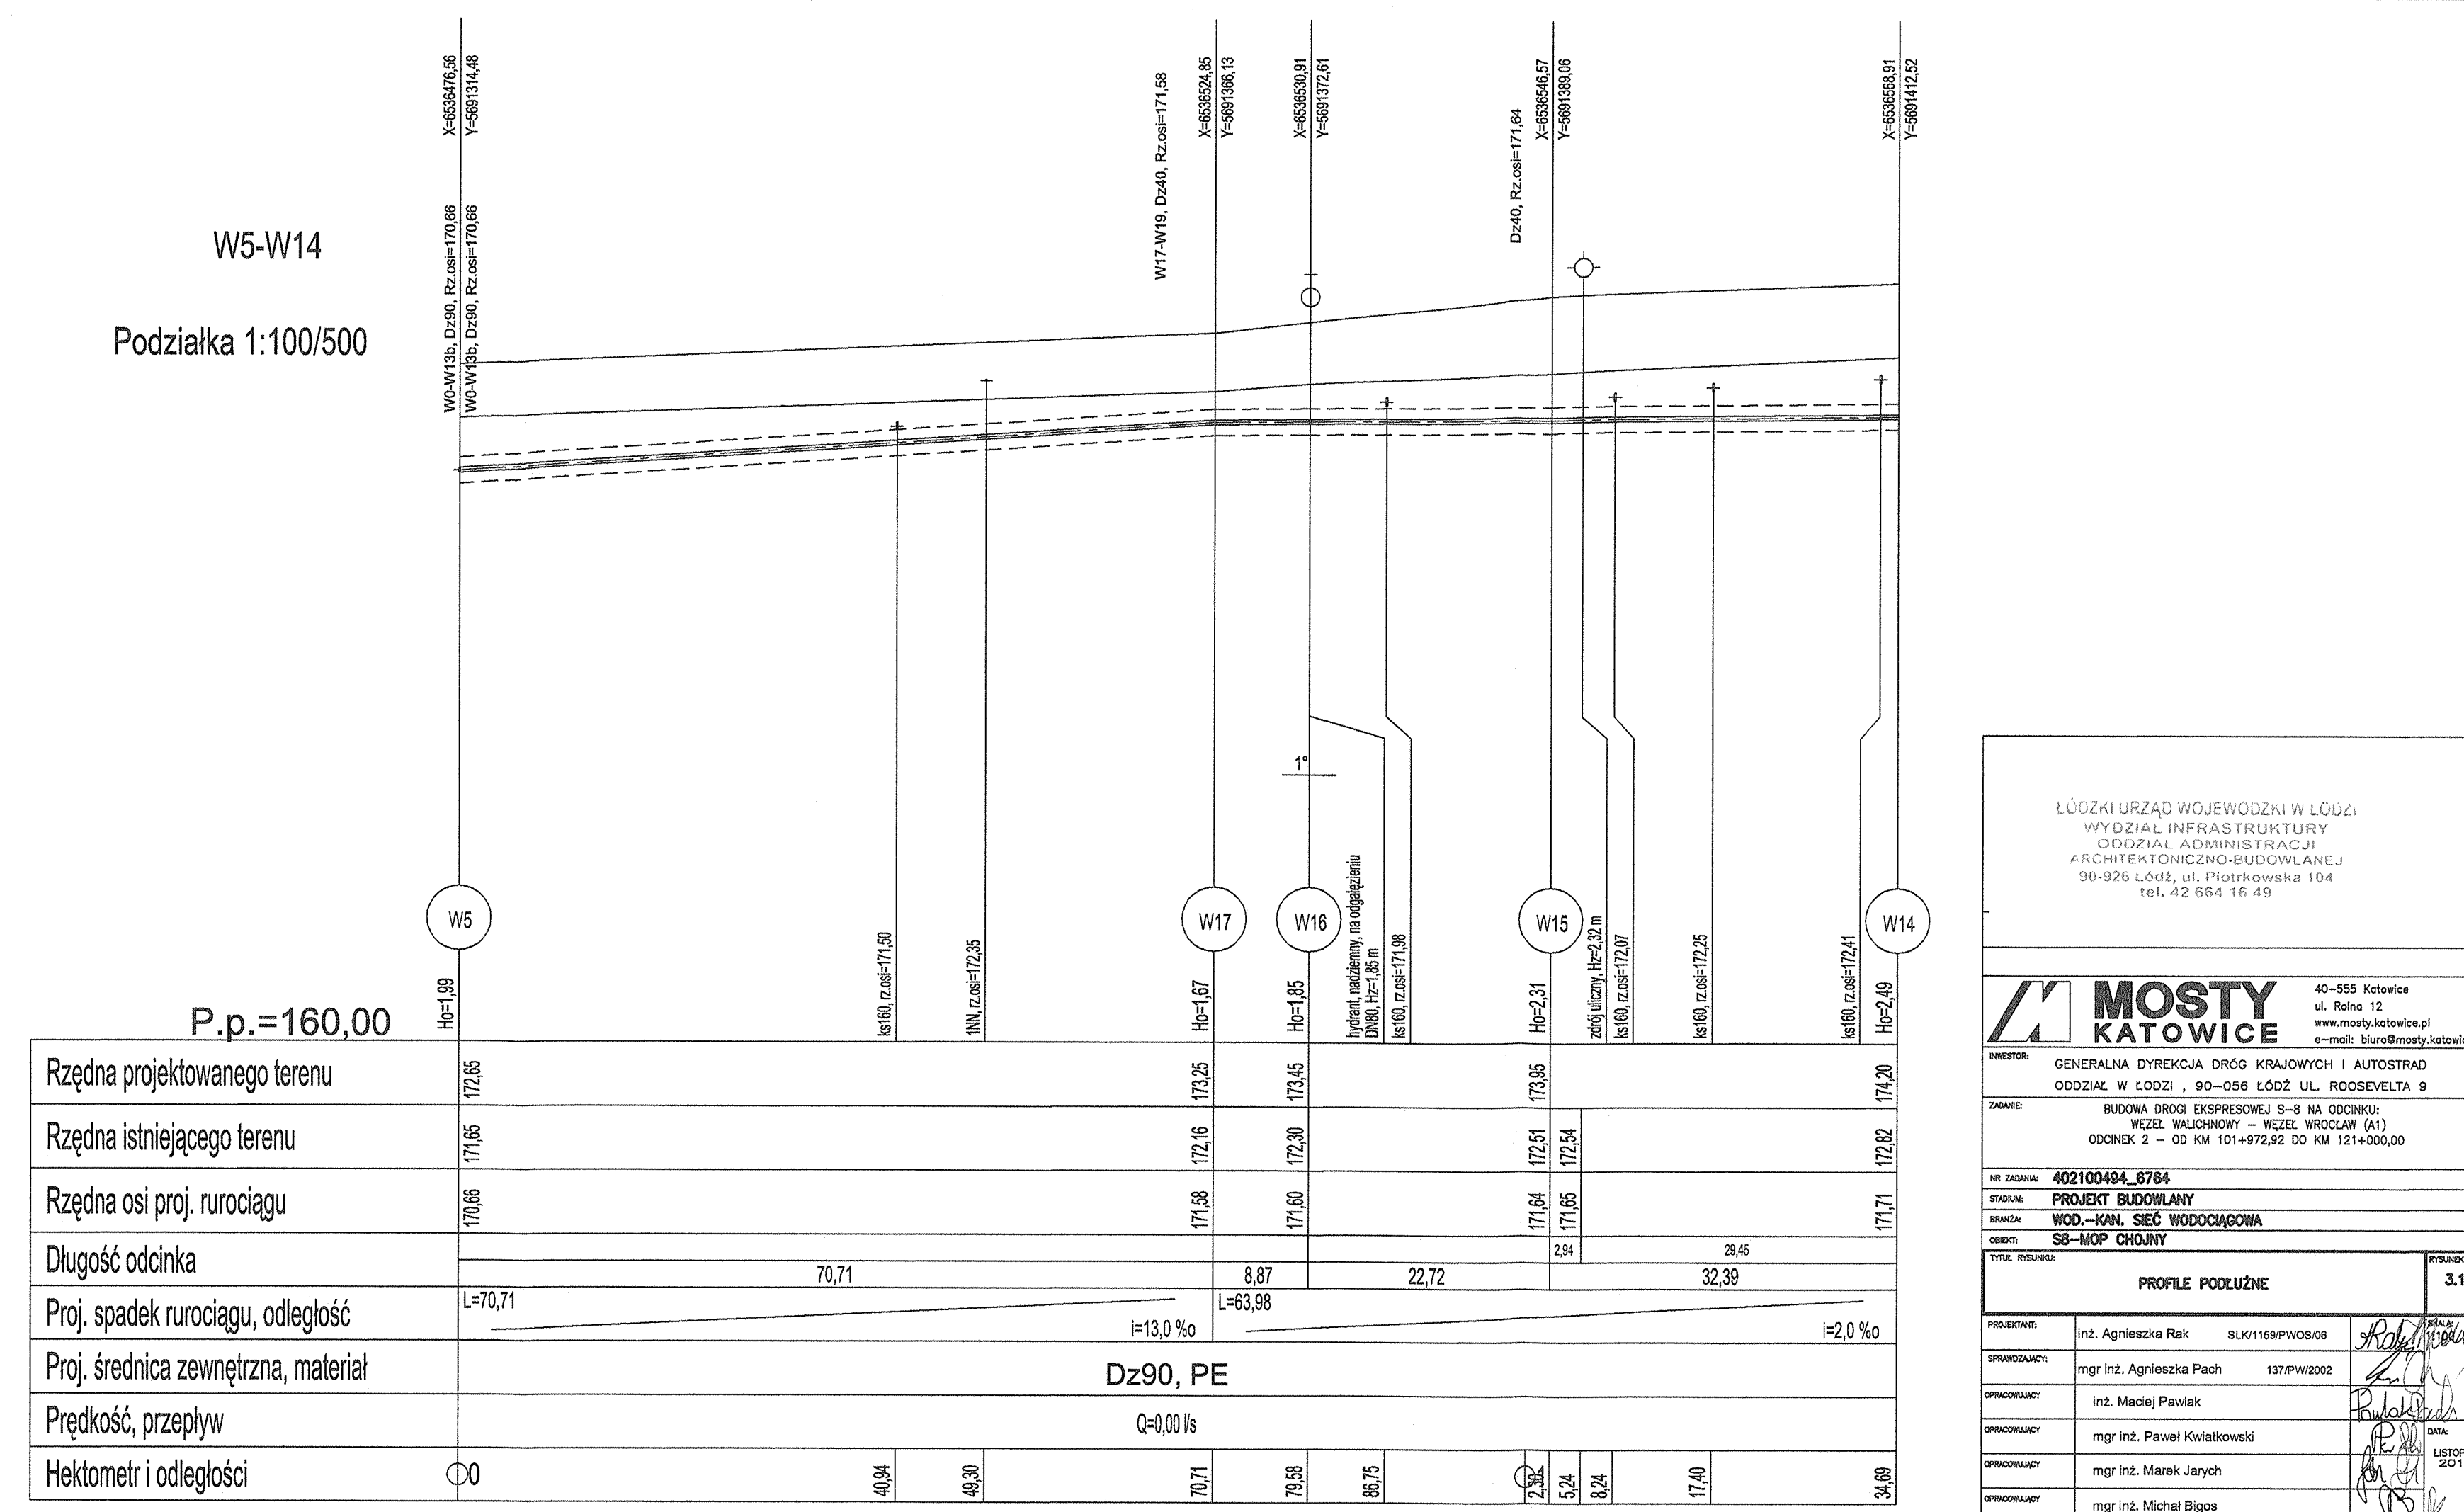 W5-W14
Podziałka 1:100/500
X=6536476,56
Y=5691314,48
W0-W13b, Dz90, Rz.osi=170,66
W0-W13b, Dz90, Rz.osi=170,66
W17-W19, Dz40, Rz.osi=171,58
X=6536524,85
Y=5691366,13
X=6536530,91
Y=5691372,61
Dz40, Rz.osi=171,64
X=6536546,57
Y=5691389,06
X=6536568,91
Y=5691412,52
1°
W5
W17
W16
W15
W14
Ho=1,99
ks160, rz.osi=171,50
1NN, rz.osi=172,35
Ho=1,67
Ho=1,85
hydrant, nadziemny, na odgałęzieniu
DN80, Hz=1,85 m
ks160, rz.osi=171,98
Ho=2,31
zdrój uliczny, Hz=2,32 m
ks160, rz.osi=172,07
ks160, rz.osi=172,25
ks160, rz.osi=172,41
Ho=2,49
P.p.=160,00
Rzędna projektowanego terenu
172,65 173,25 173,45 173,95 174,20
Rzędna istniejącego terenu
171,65 172,16 172,30 172,51 172,54 172,82
Rzędna osi proj. rurociągu
170,66 171,58 171,60 171,64 171,65 171,71
Długość odcinka
2,94 29,45
70,71 8,87 22,72 32,39
Proj. spadek rurociągu, odległość
L=70,71 i=13,0 %o L=63,98 i=2,0 %o
Proj. średnica zewnętrzna, materiał
Dz90, PE
Prędkość, przepływ
Q=0,00 l/s
Hektometr i odległości
0 40,94 49,30 70,71 79,58 86,75 5,24 8,24 17,40 34,69
ŁÓDZKI URZĄD WOJEWÓDZKI W ŁODZI
WYDZIAŁ INFRASTRUKTURY
ODDZIAŁ ADMINISTRACJI
ARCHITEKTONICZNO-BUDOWLANEJ
90-926 Łódź, ul. Piotrkowska 104
tel. 42 664 16 49
MOSTY
KATOWICE
40-555 Katowice
ul. Rolna 12
www.mosty.katowice.pl
e-mail: biuro@mosty.katowic
INWESTOR:
GENERALNA DYREKCJA DRÓG KRAJOWYCH I AUTOSTRAD
ODDZIAŁ W ŁODZI , 90-056 ŁÓDŹ UL. ROOSEVELTA 9
ZADANIE:
BUDOWA DROGI EKSPRESOWEJ S-8 NA ODCINKU:
WĘZEŁ WALICHNOWY - WĘZEŁ WROCŁAW (A1)
ODCINEK 2 - OD KM 101+972,92 DO KM 121+000,00
NR ZADANIA: 402100494_6764
STADIUM: PROJEKT BUDOWLANY
BRANŻA: WOD.-KAN. SIEĆ WODOCIĄGOWA
OBIEKT: S8-MOP CHOJNY
TYTUŁ RYSUNKU:
PROFILE PODŁUŻNE
RYSUNEK
3.1
PROJEKTANT: inż. Agnieszka Rak SLK/1159/PWOS/06
SKALA:
SPRAWDZAJĄCY: mgr inż. Agnieszka Pach 137/PW/2002
OPRACOWUJĄCY inż. Maciej Pawlak
OPRACOWUJĄCY mgr inż. Paweł Kwiatkowski
DATA:
LISTOP
201
OPRACOWUJĄCY mgr inż. Marek Jarych
OPRACOWUJĄCY mgr inż. Michał Bigos